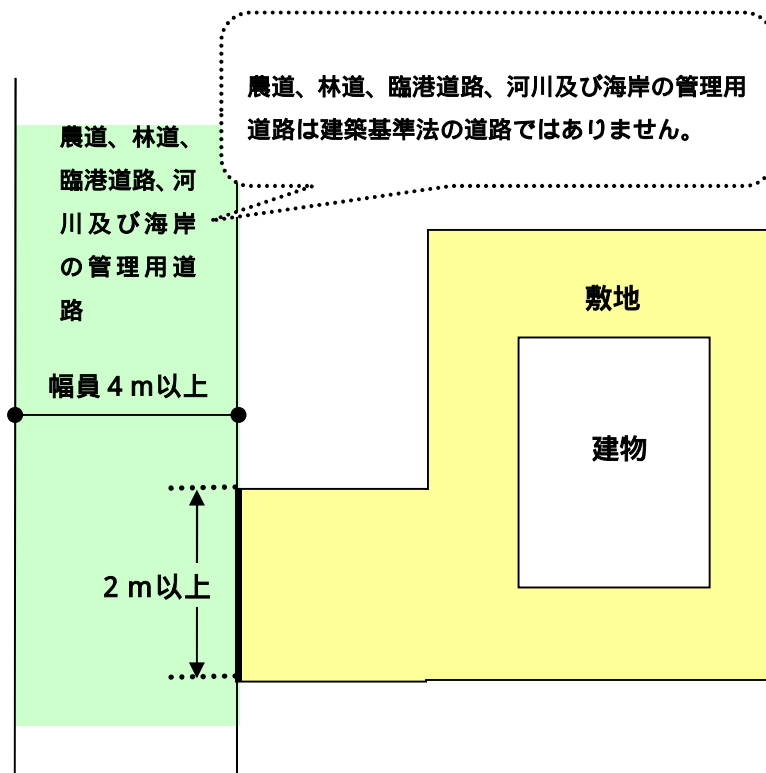 農道、林道、臨港道路、河川及び海岸の管理用
道路は建築基準法の道路ではありません。
農道、林道、
臨港道路、河
川及び海岸
の管理用道
路
敷地
幅員４ｍ以上
建物
２ｍ以上